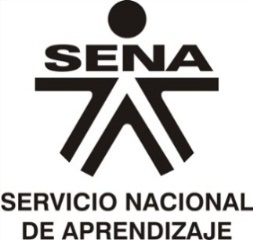 SENA
SERVICIO NACIONAL
DE APRENDIZAJE